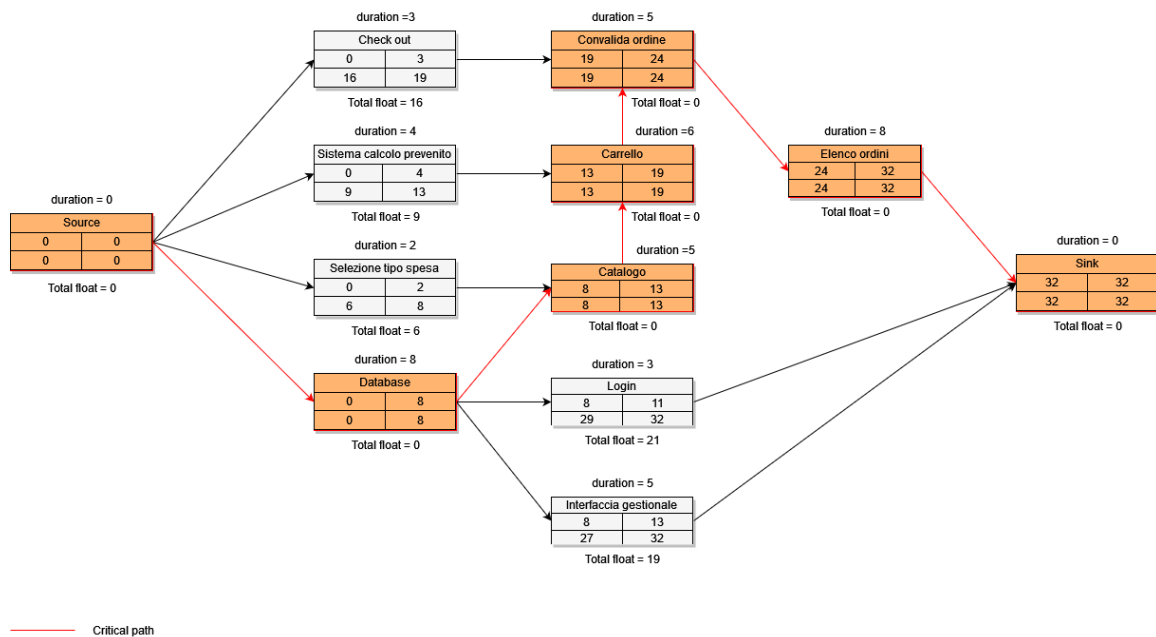 duration =3
Check out
0 3
16 19
Total float = 16
duration = 5
Convalida ordine
19 24
19 24
Total float = 0
duration = 4
Sistema calcolo prevenito
0 4
9 13
Total float = 9
duration =6
Carrello
13 19
13 19
Total float = 0
duration = 8
Elenco ordini
24 32
24 32
Total float = 0
duration = 0
Source
0 0
0 0
Total float = 0
duration = 2
Selezione tipo spesa
0 2
6 8
Total float = 6
duration =5
Catalogo
8 13
8 13
Total float = 0
duration = 0
Sink
32 32
32 32
Total float = 0
duration = 8
Database
0 8
0 8
Total float = 0
duration = 3
Login
8 11
29 32
Total float = 21
duration = 5
Interfaccia gestionale
8 13
27 32
Total float = 19
Critical path